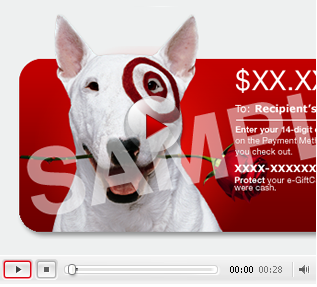 $XX.XX
To: Recipient's
Enter your 14-digit
on the Payment Meth
you check out.
XXXX-XXXXXX
Protect your e-GiftC
were cash.
SAMPL
00:00 00:28